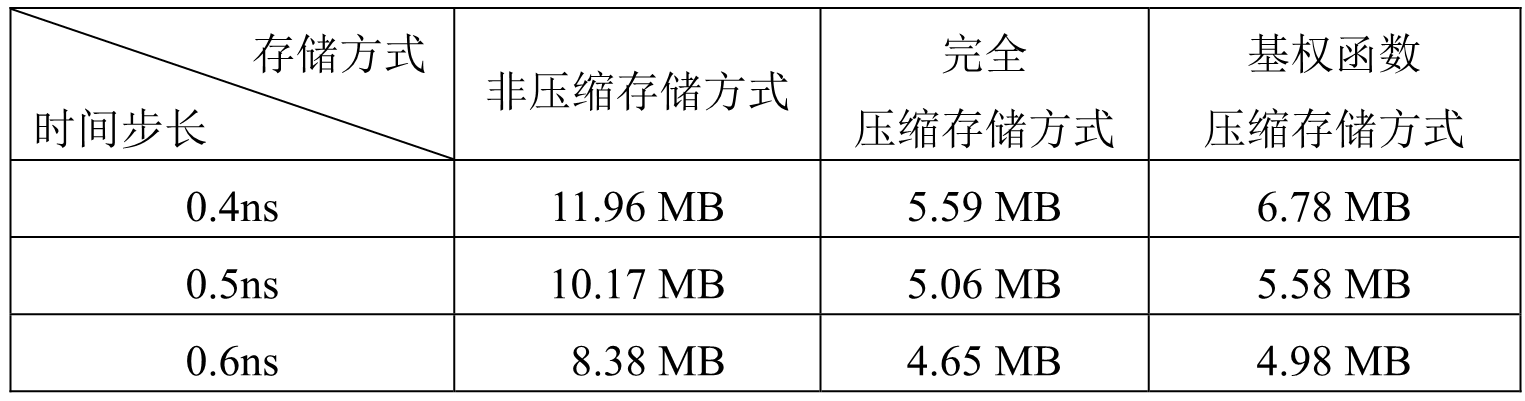 存储方式
时间步长
非压缩存储方式
完全
压缩存储方式
基权函数
压缩存储方式
0.4ns 11.96 MB 5.59 MB 6.78 MB
0.5ns 10.17 MB 5.06 MB 5.58 MB
0.6ns 8.38 MB 4.65 MB 4.98 MB